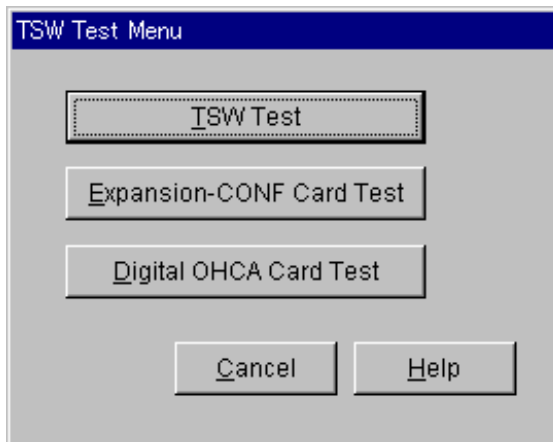 TSW Test Menu
TSW Test
Expansion-CONF Card Test
Digital OHCA Card Test
Cancel Help